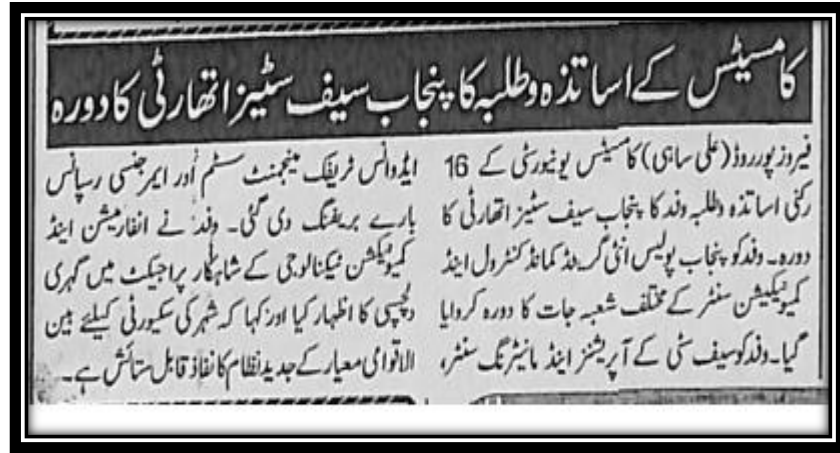 کامسیٹس کے اساتذہ و طلبہ کا پنجاب سیف سٹیز اتھارٹی کا دورہ
فیروز پور روڈ (علی ساہی) کامسیٹس یونیورٹی کے 16
رکنی اساتذہ و طلبہ وفد کا پنجاب سیف سٹیز اتھارٹی کا
دورہ۔ وفد کو پنجاب پولیس انٹی گریٹڈ کمانڈ کنٹرول اینڈ
کمیونیکیشن سنٹر کے مختلف شعبہ جات کا دورہ کروایا
گیا۔ وفد کو سیف سٹی کے آپریشنز اینڈ مانیٹرنگ سنٹر،
ایڈوانس ٹریفک مینجمنٹ سسٹم اور ایمرجنسی رسپانس
بارے بریفنگ دی گئی۔ وفد نے انفارمیشن اینڈ
کمیونیکیشن ٹیکنالوجی کے شاہکار پراجیکٹ میں گہری
دلچسپی کا اظہار کیا اور کہا کہ شہر کی سکیورٹی کیلئے بین
الاقوامی معیار کے جدید نظام کا نفاذ قابل ستائش ہے۔